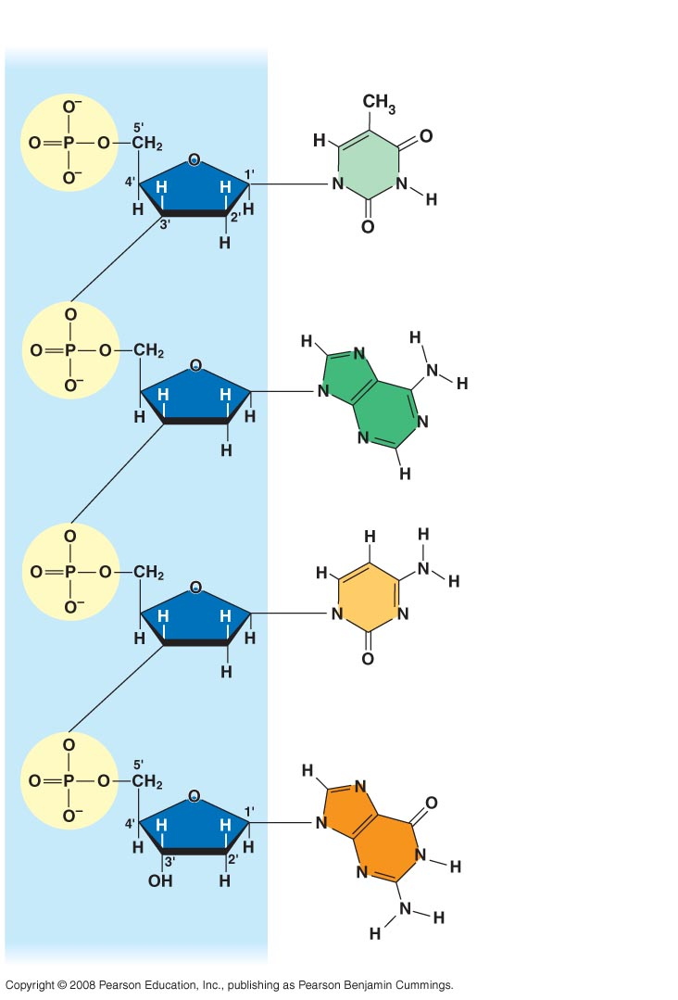 CH₃
O⁻
5'
H
O
O=P—O—CH₂
O
1'
O⁻
4'
H
H
N
N
H
H
H
3'
2'
O
H
O
H
H
N
O=P—O—CH₂
O
N
H
O⁻
H
H
N
H
H
N
H
N
H
O
H
H
H
N
O=P—O—CH₂
O
H
O⁻
H
H
N
N
H
H
H
O
O
5'
H
N
O
O=P—O—CH₂
O
1'
O⁻
4'
H
H
N
H
H
N
H
3'
2'
N
OH
H
N
H
H
Copyright © 2008 Pearson Education, Inc., publishing as Pearson Benjamin Cummings.